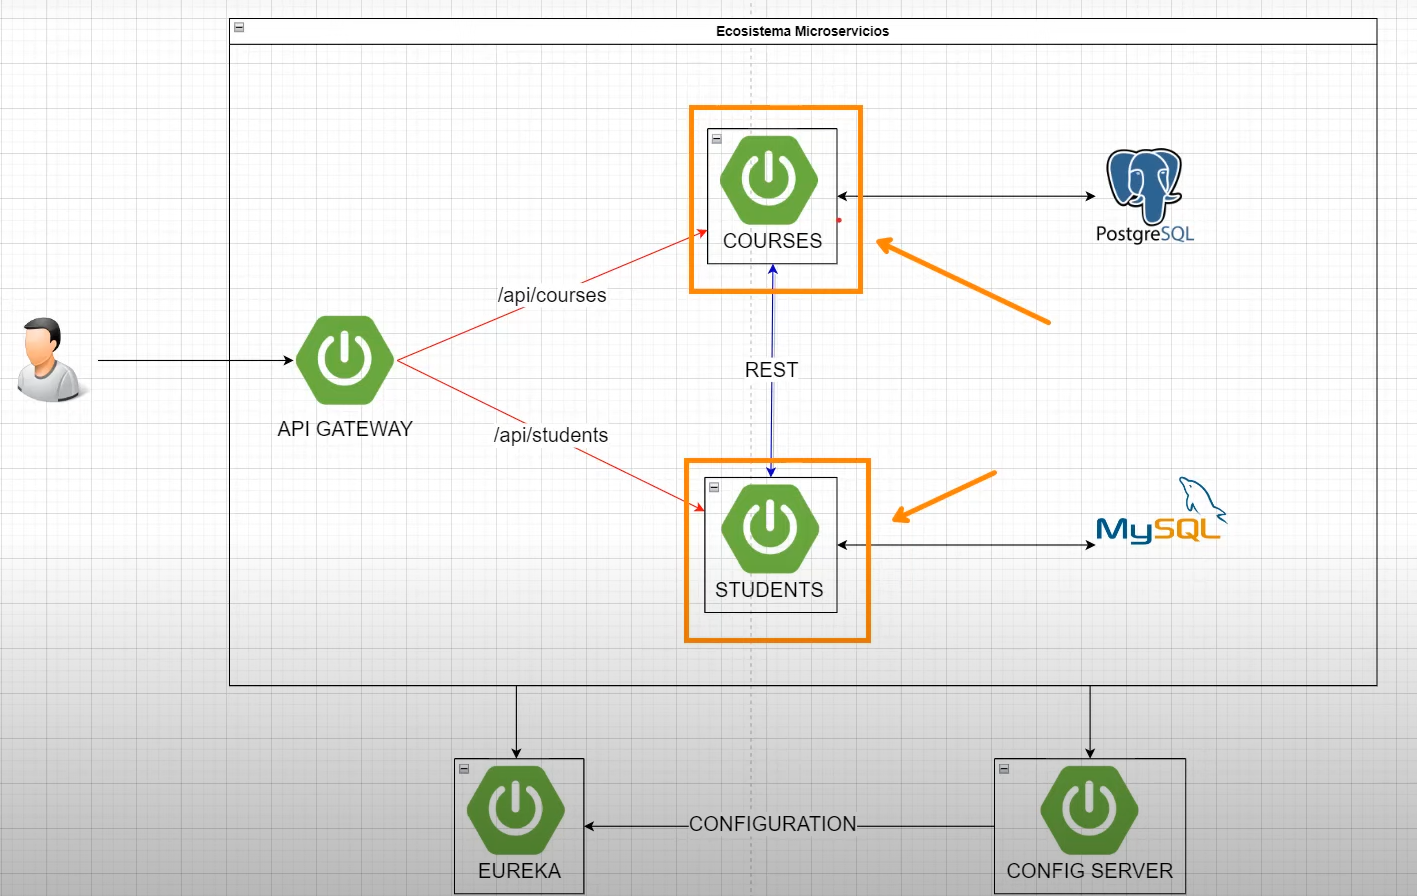 Ecosistema Microservicios
COURSES
PostgreSQL
/api/courses
REST
API GATEWAY
/api/students
MySQL
STUDENTS
EUREKA
CONFIGURATION
CONFIG SERVER